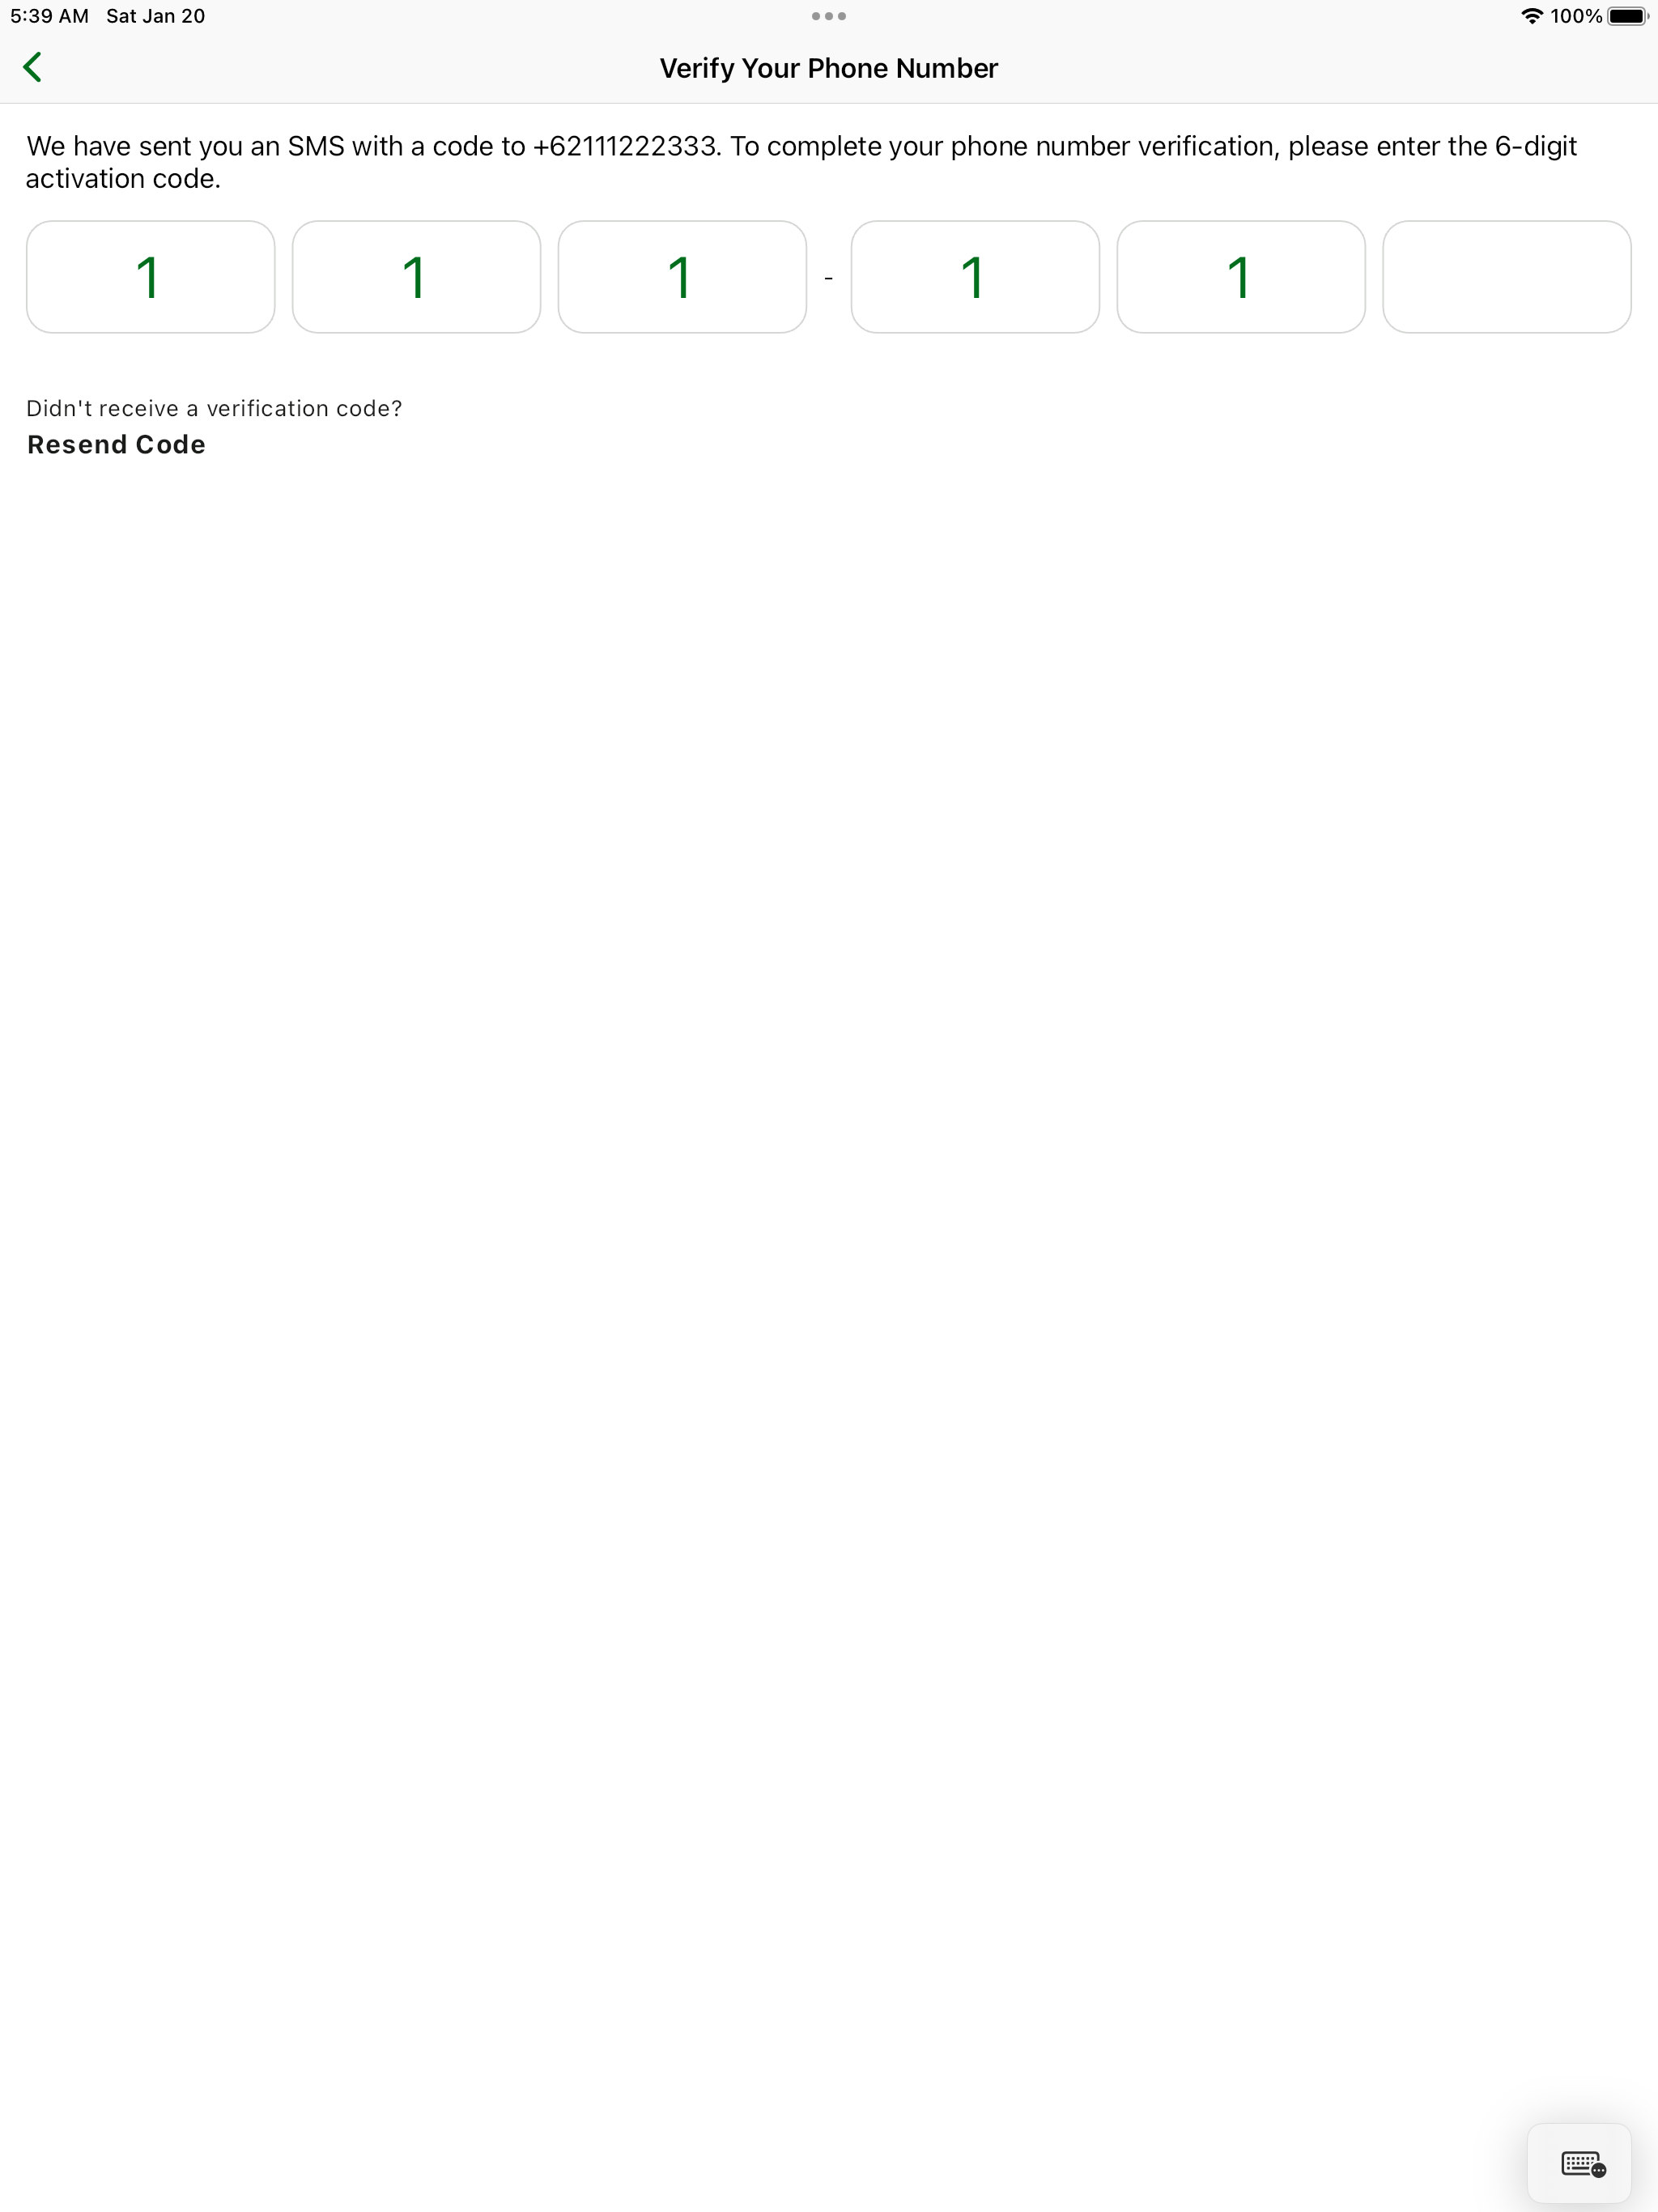 5:39 AM Sat Jan 20
100%
Verify Your Phone Number
We have sent you an SMS with a code to +62111222333. To complete your phone number verification, please enter the 6-digit
activation code.
1 1 1 - 1 1
Didn't receive a verification code?
Resend Code